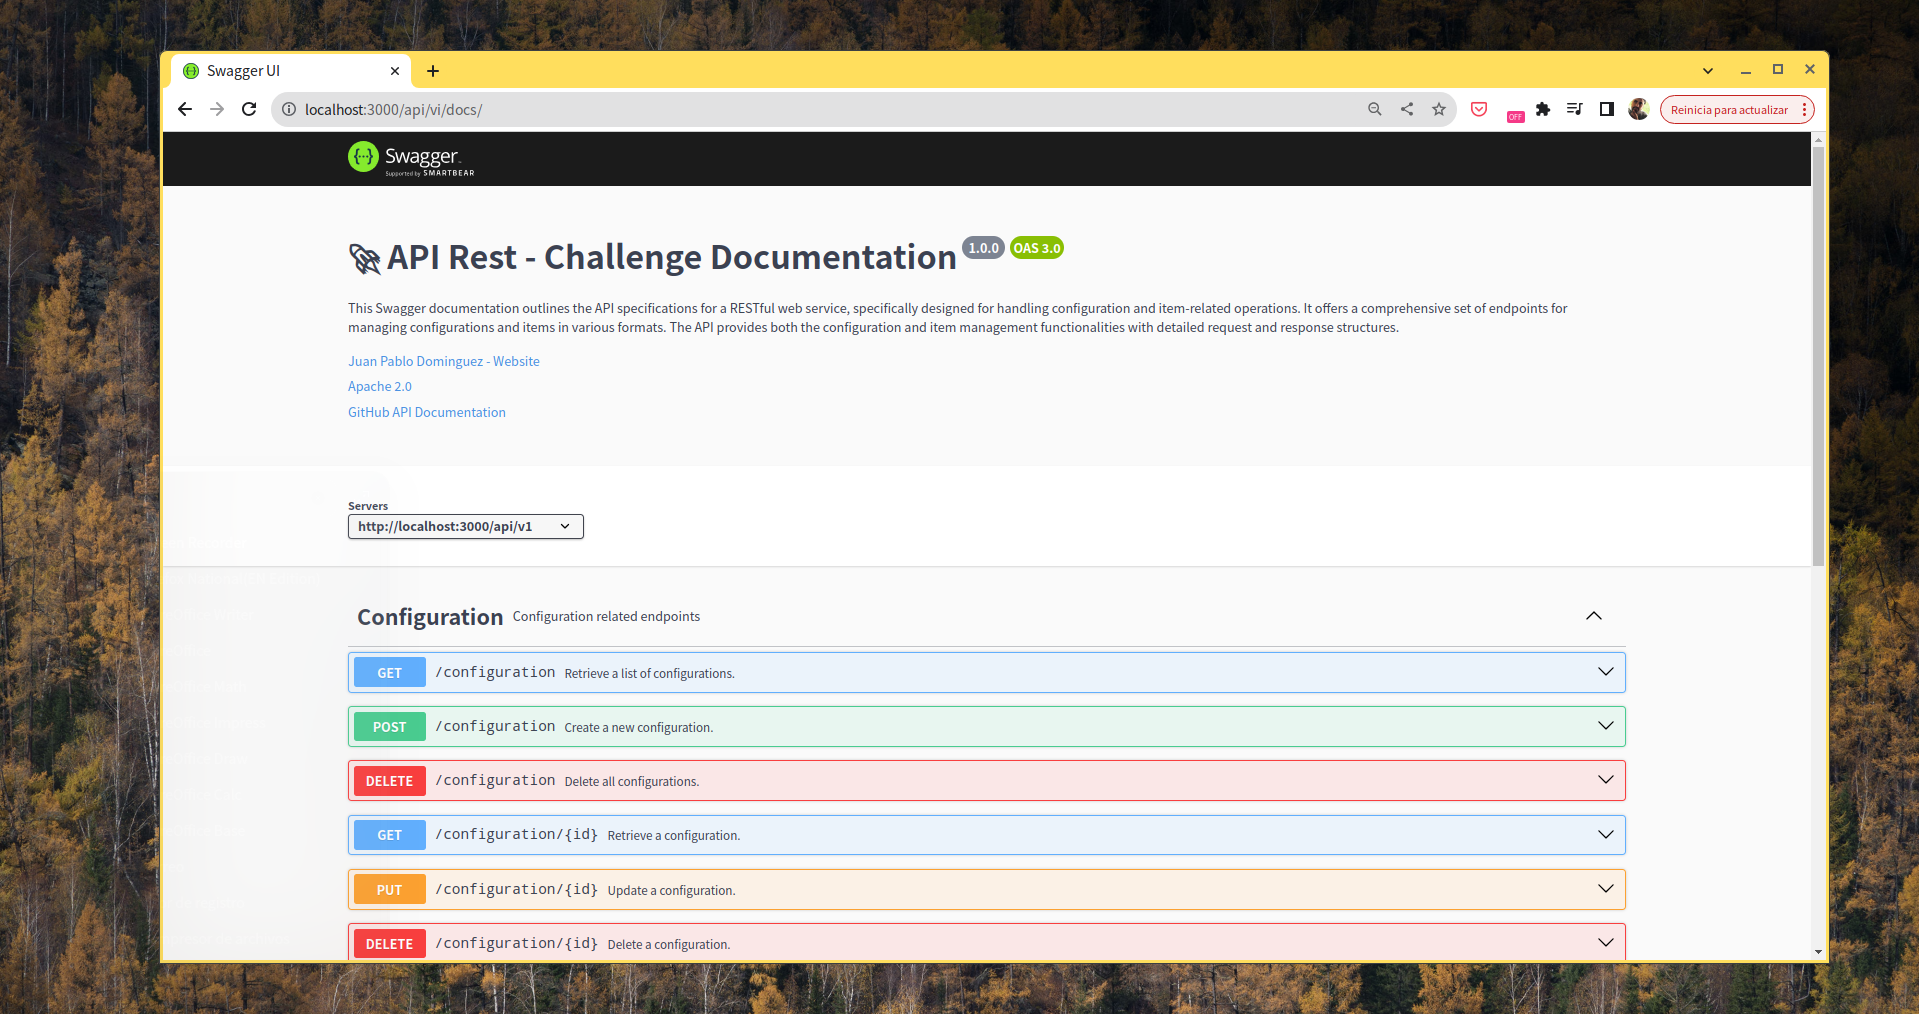 Swagger UI
localhost:3000/api/vi/docs/
OFF
Reinicia para actualizar
Swagger
Supported by SMARTBEAR
API Rest - Challenge Documentation 1.0.0 OAS 3.0
This Swagger documentation outlines the API specifications for a RESTful web service, specifically designed for handling configuration and item-related operations. It offers a comprehensive set of endpoints for
managing configurations and items in various formats. The API provides both the configuration and item management functionalities with detailed request and response structures.
Juan Pablo Dominguez - Website
Apache 2.0
GitHub API Documentation
Servers
http://localhost:3000/api/v1
Configuration Configuration related endpoints
GET /configuration Retrieve a list of configurations.
POST /configuration Create a new configuration.
DELETE /configuration Delete all configurations.
GET /configuration/{id} Retrieve a configuration.
PUT /configuration/{id} Update a configuration.
DELETE /configuration/{id} Delete a configuration.